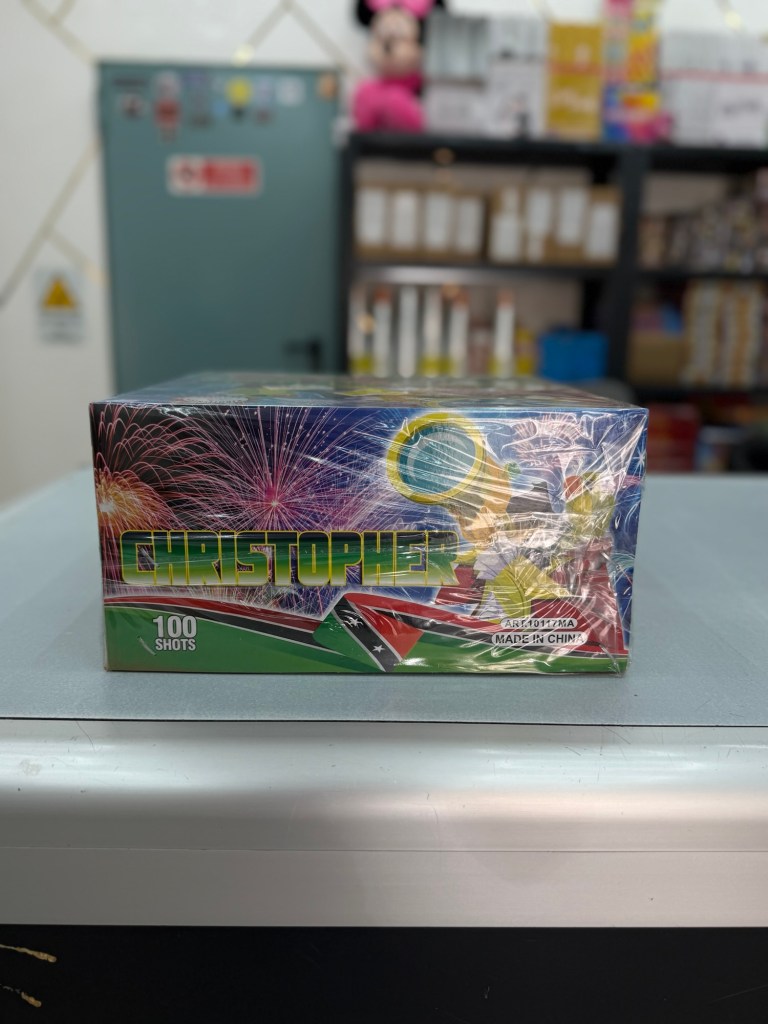 CHRISTOPHER
100
SHOTS
ART.10117MA
MADE IN CHINA